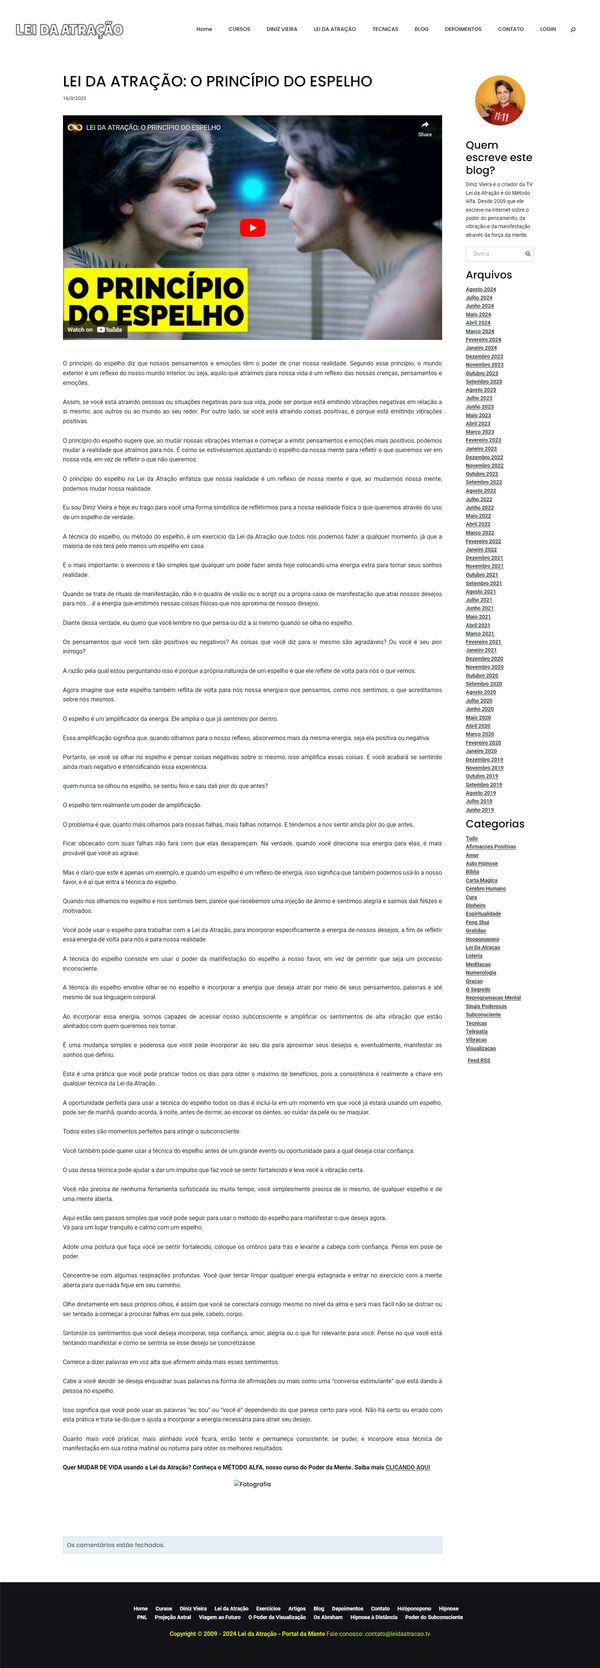 LEI DA ATRAÇÃO
Home CURSOS DINIZ VIEIRA LEI DA ATRAÇÃO TECNICAS BLOG DEPOIMENTOS CONTATO LOGIN
LEI DA ATRAÇÃO: O PRINCÍPIO DO ESPELHO
16/3/2023
LEI DA ATRAÇÃO: O PRINCÍPIO DO ESPELHO
Share
O PRINCÍPIO
DO ESPELHO
Watch on YouTube
O princípio do espelho diz que nossos pensamentos e emoções têm o poder de criar nossa realidade. Segundo esse princípio, o mundo
exterior é um reflexo do nosso mundo interior, ou seja, aquilo que atraímos para nossa vida é um reflexo das nossas crenças, pensamentos e
emoções.
Assim, se você está atraindo pessoas ou situações negativas para sua vida, pode ser porque está emitindo vibrações negativas em relação a
si mesmo, aos outros ou ao mundo ao seu redor. Por outro lado, se você está atraindo coisas positivas, é porque está emitindo vibrações
positivas.
O princípio do espelho sugere que, ao mudar nossas vibrações internas e começar a emitir pensamentos e emoções mais positivos, podemos
mudar a realidade que atraímos para nós. É como se estivéssemos ajustando o espelho da nossa mente para refletir o que queremos ver em
nossa vida, em vez de refletir o que não queremos.
O princípio do espelho na Lei da Atração enfatiza que nossa realidade é um reflexo de nossa mente e que, ao mudarmos nossa mente,
podemos mudar nossa realidade.
Eu sou Diniz Vieira e hoje eu trago para você uma forma simbólica de refletirmos para a nossa realidade física o que queremos através do uso
de um espelho de verdade.
A técnica do espelho, ou método do espelho, é um exercício da Lei da Atração que todos nós podemos fazer a qualquer momento, já que a
maioria de nós terá pelo menos um espelho em casa.
E o mais importante: o exercício é tão simples que qualquer um pode fazer ainda hoje colocando uma energia extra para tornar seus sonhos
realidade.
Quando se trata de rituais de manifestação, não é o quadro de visão ou o script ou a própria caixa de manifestação que atrai nossos desejos
para nós... é a energia que emitimos nessas coisas físicas que nos aproxima de nossos desejos.
Diante dessa verdade, eu quero que você lembre no que pensa ou diz a si mesmo quando se olha no espelho.
Os pensamentos que você tem são positivos ou negativos? As coisas que você diz para si mesmo são agradáveis? Ou você é seu pior
inimigo?
A razão pela qual estou perguntando isso é porque a própria natureza de um espelho é que ele reflete de volta para nós o que vemos.
Agora imagine que este espelho também reflita de volta para nós nossa energia:o que pensamos, como nos sentimos, o que acreditamos
sobre nós mesmos.
O espelho é um amplificador da energia. Ele amplia o que já sentimos por dentro.
Essa amplificação significa que, quando olhamos para o nosso reflexo, absorvemos mais da mesma energia, seja ela positiva ou negativa.
Portanto, se você se olhar no espelho e pensar coisas negativas sobre si mesmo, isso amplifica essas coisas. E você acabará se sentindo
ainda mais negativo e intensificando essa experiência.
quem nunca se olhou no espelho, se sentiu feio e saiu dali pior do que antes?
O espelho tem realmente um poder de amplificação.
O problema é que, quanto mais olhamos para nossas falhas, mais falhas notamos. E tendemos a nos sentir ainda pior do que antes.
Ficar obcecado com suas falhas não fará com que elas desapareçam. Na verdade, quando você direciona sua energia para elas, é mais
provável que você as agrave.
Mas é claro que este é apenas um exemplo, e quando um espelho é um reflexo de energia, isso significa que também podemos usá-lo a nosso
favor, e é aí que entra a técnica do espelho.
Quando nos olhamos no espelho e nos sentimos bem, parece que recebemos uma injeção de ânimo e sentimos alegria e saímos dali felizes e
motivados.
Você pode usar o espelho para trabalhar com a Lei da Atração, para incorporar especificamente a energia de nossos desejos, a fim de refletir
essa energia de volta para nós e para nossa realidade.
A técnica do espelho consiste em usar o poder da manifestação do espelho a nosso favor, em vez de permitir que seja um processo
inconsciente.
A técnica do espelho envolve olhar-se no espelho e incorporar a energia que deseja atrair por meio de seus pensamentos, palavras e até
mesmo de sua linguagem corporal.
Ao incorporar essa energia, somos capazes de acessar nosso subconsciente e amplificar os sentimentos de alta vibração que estão
alinhados com quem queremos nos tornar.
É uma mudança simples e poderosa que você pode incorporar ao seu dia para aproximar seus desejos e, eventualmente, manifestar os
sonhos que definiu.
Esta é uma prática que você pode praticar todos os dias para obter o máximo de benefícios, pois a consistência é realmente a chave em
qualquer técnica da Lei da Atração.
A oportunidade perfeita para usar a técnica do espelho todos os dias é incluí-la em um momento em que você já estará usando um espelho,
pode ser de manhã, quando acorda, à noite, antes de dormir, ao escovar os dentes, ao cuidar da pele ou se maquiar.
Todos estes são momentos perfeitos para atingir o subconsciente.
Você também pode querer usar a técnica do espelho antes de um grande evento ou oportunidade para a qual deseja criar confiança.
O uso dessa técnica pode ajudar a dar um impulso que faz você se sentir fortalecido e leva você à vibração certa.
Você não precisa de nenhuma ferramenta sofisticada ou muito tempo, você simplesmente precisa de si mesmo, de qualquer espelho e de
uma mente aberta.
Aqui estão seis passos simples que você pode seguir para usar o método do espelho para manifestar o que deseja agora.
Vá para um lugar tranquilo e calmo com um espelho.
Adote uma postura que faça você se sentir fortalecido, coloque os ombros para trás e levante a cabeça com confiança. Pense em pose de
poder.
Concentre-se com algumas respirações profundas. Você quer tentar limpar qualquer energia estagnada e entrar no exercício com a mente
aberta para que nada fique em seu caminho.
Olhe diretamente em seus próprios olhos, é assim que você se conectará consigo mesmo no nível da alma e será mais fácil não se distrair ou
ser tentado a começar a procurar falhas em sua pele, cabelo, corpo.
Sintonize os sentimentos que você deseja incorporar, seja confiança, amor, alegria ou o que for relevante para você. Pense no que você está
tentando manifestar e como se sentiria se esse desejo se concretizasse.
Comece a dizer palavras em voz alta que afirmem ainda mais esses sentimentos.
Cabe a você decidir se deseja enquadrar suas palavras na forma de afirmações ou mais como uma "conversa estimulante" que está dando à
pessoa no espelho.
Isso significa que você pode usar as palavras "eu sou" ou "você é" dependendo do que parece certo para você. Não há certo ou errado com
esta prática e trata-se do que o ajuda a incorporar a energia necessária para atrair seu desejo.
Quanto mais você praticar, mais alinhado você ficará, então tente e permaneça consistente, se puder, e incorpore essa técnica de
manifestação em sua rotina matinal ou noturna para obter os melhores resultados.
Quer MUDAR DE VIDA usando a Lei da Atração? Conheça o MÉTODO ALFA, nosso curso do Poder da Mente. Saiba mais CLICANDO AQUI
Fotografia
Os comentários estão fechados.
11:11
Quem
escreve este
blog?
Diniz Vieira é o criador da TV
Lei da Atração e do Método
Alfa. Desde 2009 que ele
escreve na Internet sobre o
poder do pensamento, da
vibração e da manifestação
através da força da mente.
Busca
Arquivos
Agosto 2024
Julho 2024
Junho 2024
Maio 2024
Abril 2024
Março 2024
Fevereiro 2024
Janeiro 2024
Dezembro 2023
Novembro 2023
Outubro 2023
Setembro 2023
Agosto 2023
Julho 2023
Junho 2023
Maio 2023
Abril 2023
Março 2023
Fevereiro 2023
Janeiro 2023
Dezembro 2022
Novembro 2022
Outubro 2022
Setembro 2022
Agosto 2022
Julho 2022
Junho 2022
Maio 2022
Abril 2022
Março 2022
Fevereiro 2022
Janeiro 2022
Dezembro 2021
Novembro 2021
Outubro 2021
Setembro 2021
Agosto 2021
Julho 2021
Junho 2021
Maio 2021
Abril 2021
Março 2021
Fevereiro 2021
Janeiro 2021
Dezembro 2020
Novembro 2020
Outubro 2020
Setembro 2020
Agosto 2020
Julho 2020
Junho 2020
Maio 2020
Abril 2020
Março 2020
Fevereiro 2020
Janeiro 2020
Dezembro 2019
Novembro 2019
Outubro 2019
Setembro 2019
Agosto 2019
Julho 2019
Junho 2019
Categorias
Tudo
Afirmacoes Positivas
Amor
Auto Hipnose
Biblia
Carta Magica
Cerebro Humano
Cura
Dinheiro
Espiritualidade
Feng Shui
Gratidao
Hooponopono
Lei Da Atracao
Loteria
Meditacao
Numerologia
Oracao
O Segredo
Reprogramacao Mental
Sinais Poderosos
Subconsciente
Tecnicas
Telepatia
Vibracao
Visualizacao
Feed RSS
Home Cursos Diniz Vieira Lei da Atração Exercícios Artigos Blog Depoimentos Contato Ho'oponopono Hipnose
PNL Projeção Astral Viagem ao Futuro O Poder da Visualização Os Abraham Hipnose à Distância Poder do Subconsciente
Copyright © 2009 - 2024 Lei da Atração - Portal da Mente Fale conosco: contato@leidaatracao.tv